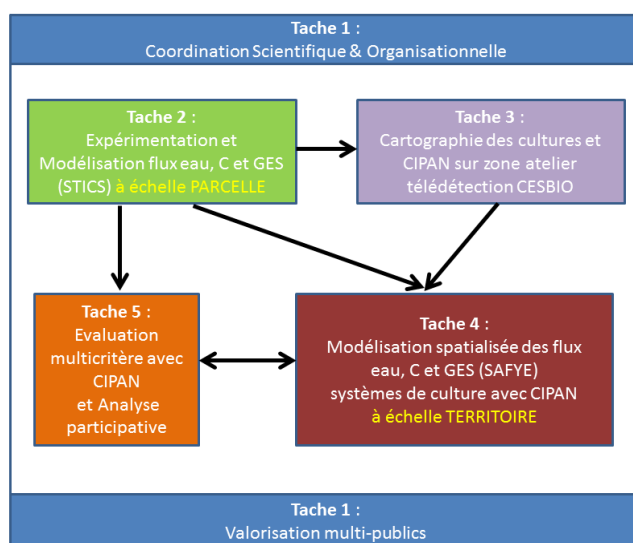 Tache 1 :
Coordination Scientifique & Organisationnelle
Tache 2 :
Expérimentation et
Modélisation flux eau, C et GES
(STICS) à échelle PARCELLE
Tache 3 :
Cartographie des cultures et
CIPAN sur zone atelier
télédétection CESBIO
Tache 5 :
Evaluation
multicritère avec
CIPAN
et Analyse
participative
Tache 4 :
Modélisation spatialisée des flux
eau, C et GES (SAFYE)
systèmes de culture avec CIPAN
à échelle TERRITOIRE
Tache 1 :
Valorisation multi-publics